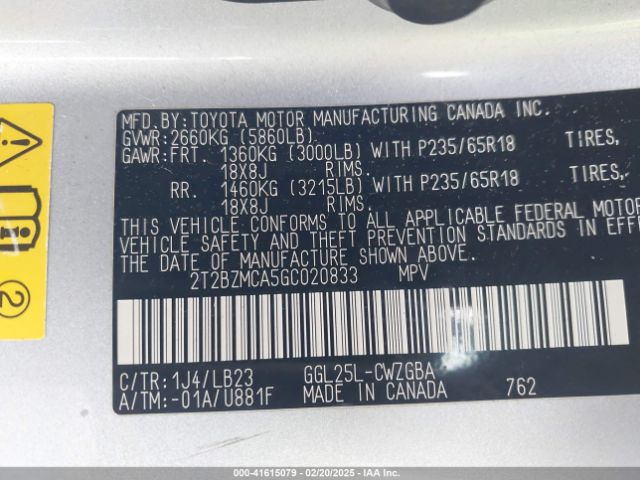 MFD.BY:TOYOTA MOTOR MANUFACTURING CANADA INC.
GVWR:2660KG (5860LB)
GAWR:FRT. 1360KG (3000LB) WITH P235/65R18 TIRES,
18X8J RIMS.
RR. 1460KG (3215LB) WITH P235/65R18 TIRES,
18X8J RIMS.
THIS VEHICLE CONFORMS TO ALL APPLICABLE FEDERAL MOTOR
VEHICLE SAFETY AND THEFT PREVENTION STANDARDS IN EFFE
THE DATE OF MANUFACTURE SHOWN ABOVE.
2T2BZMCA5GC020833 MPV
C/TR:1J4/LB23 GGL25L-CWZGBA
A/TM:-01A/U881F MADE IN CANADA 762
2
000-41615079 — 02/20/2025 — IAA Inc.